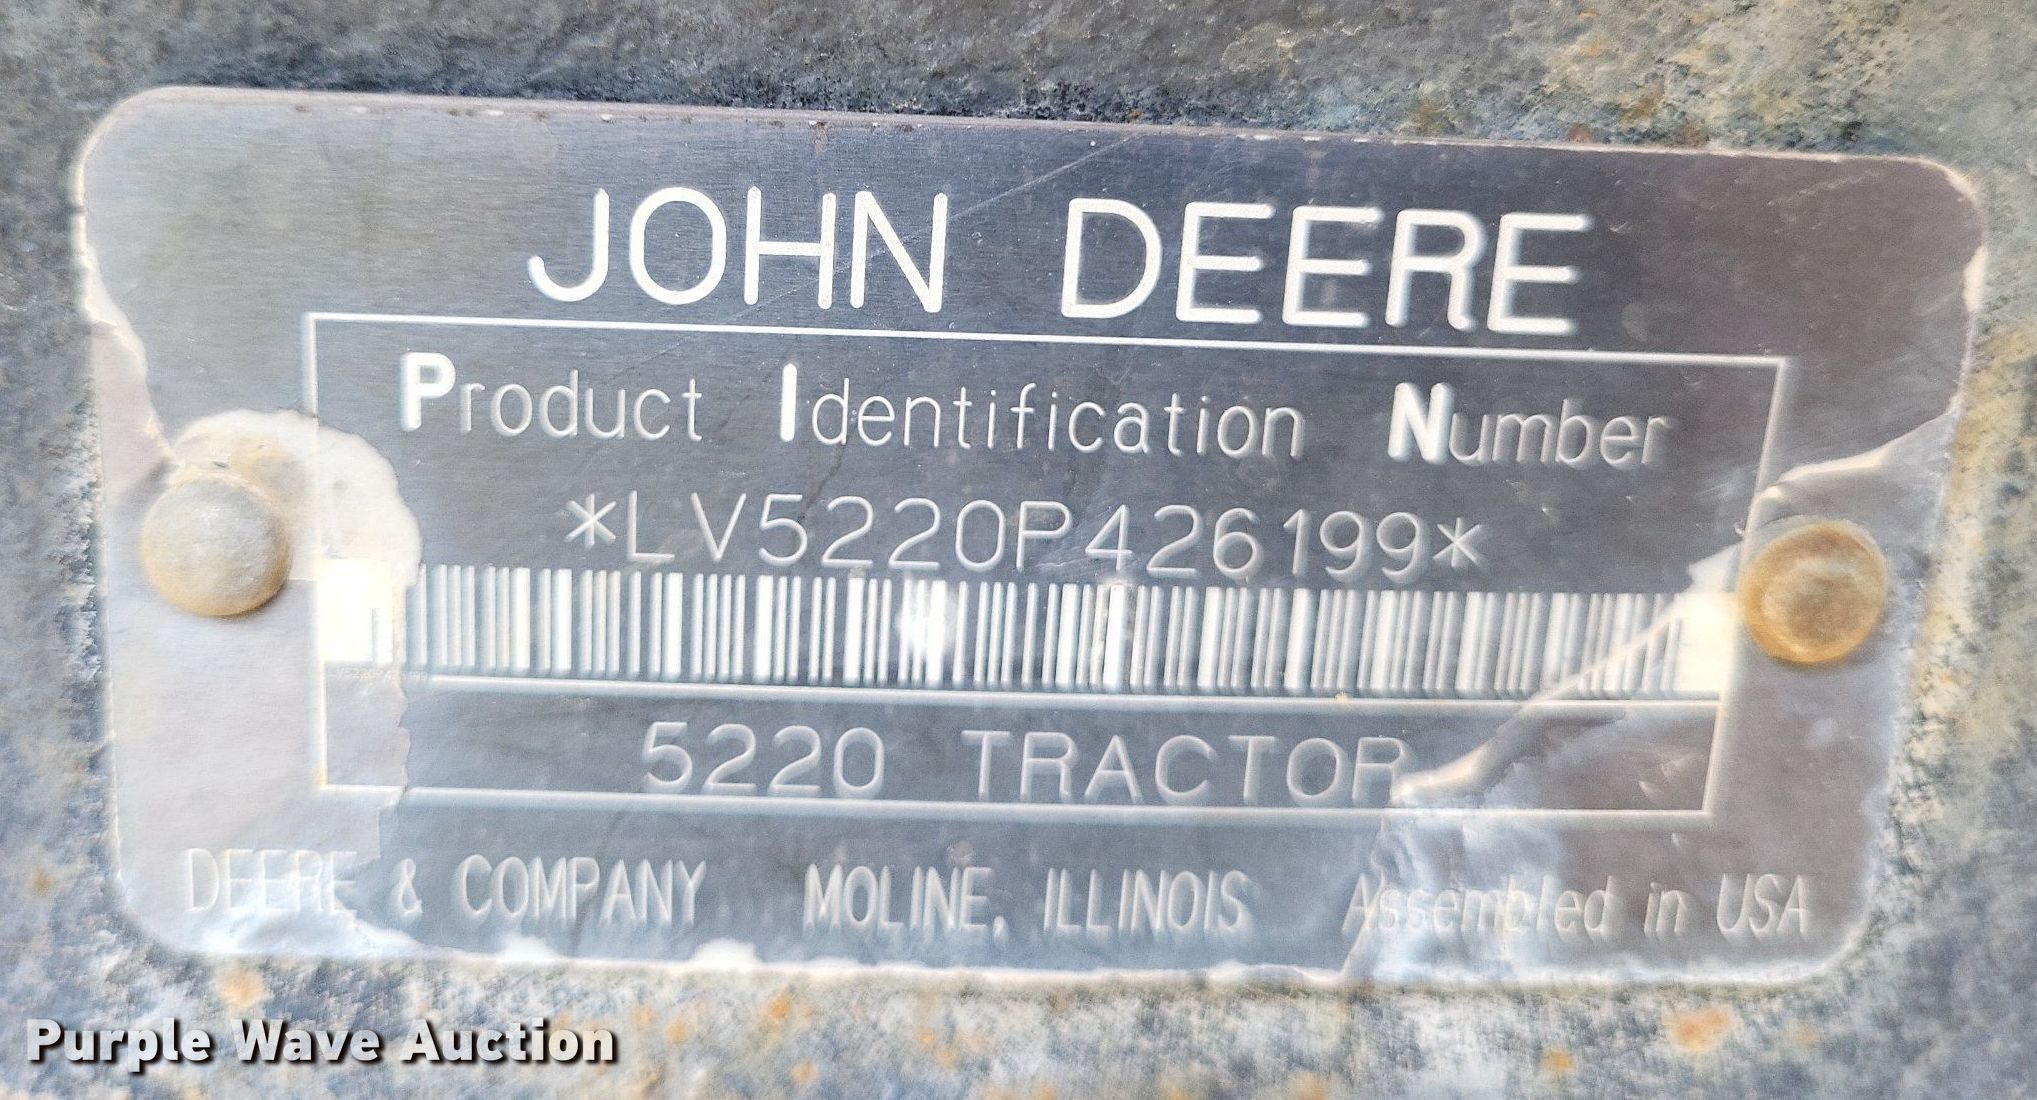 JOHN DEERE
Product Identification Number
*LV5220P426199*
5220 TRACTOR
DEERE & COMPANY MOLINE, ILLINOIS Assembled in USA
Purple Wave Auction